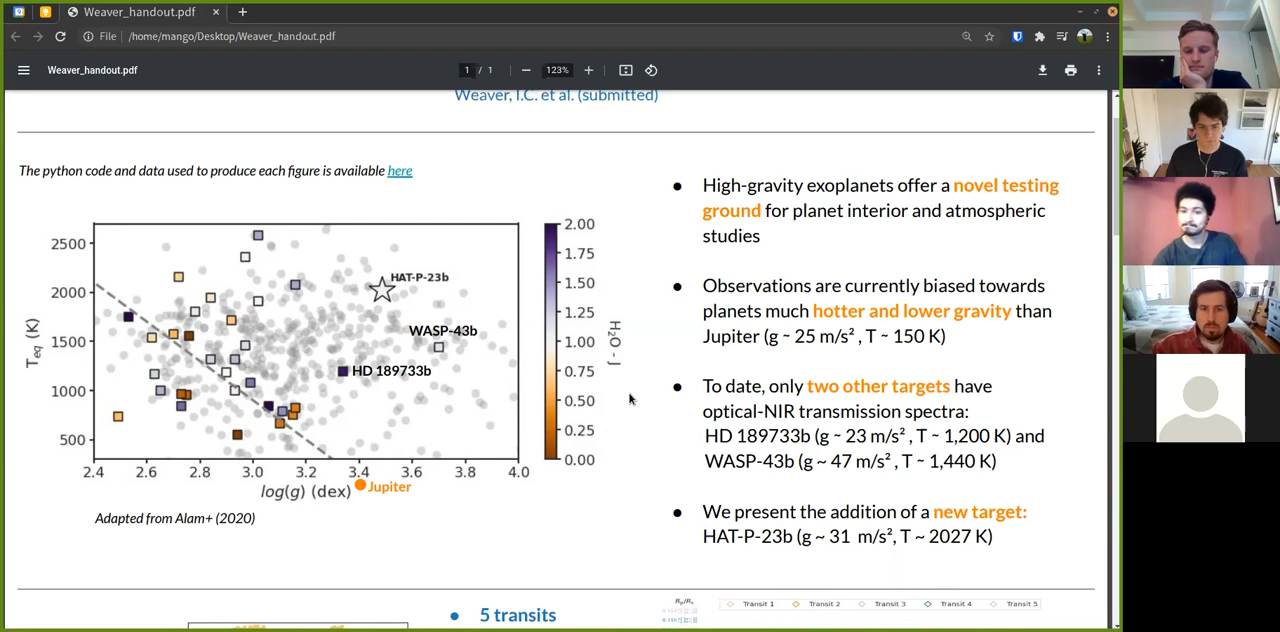 Weaver_handout.pdf
File
/home/mango/Desktop/Weaver_handout.pdf
Weaver_handout.pdf
1 / 1
123%
Weaver, I.C. et al. (submitted)
The python code and data used to produce each figure is available here
T_eq (K)
2500
2000
1500
1000
500
2.4 2.6 2.8 3.0 3.2 3.4 3.6 3.8 4.0
log(g) (dex)
HAT-P-23b
WASP-43b
HD 189733b
Jupiter
2.00
1.75
1.50
1.25
1.00
0.75
0.50
0.25
0.00
H₂O - J
Adapted from Alam+ (2020)
● High-gravity exoplanets offer a novel testing
ground for planet interior and atmospheric
studies
● Observations are currently biased towards
planets much hotter and lower gravity than
Jupiter (g ~ 25 m/s² , T ~ 150 K)
● To date, only two other targets have
optical-NIR transmission spectra:
HD 189733b (g ~ 23 m/s² , T ~ 1,200 K) and
WASP-43b (g ~ 47 m/s² , T ~ 1,440 K)
● We present the addition of a new target:
HAT-P-23b (g ~ 31 m/s², T ~ 2027 K)
● 5 transits
Transit 1 Transit 2 Transit 3 Transit 4 Transit 5